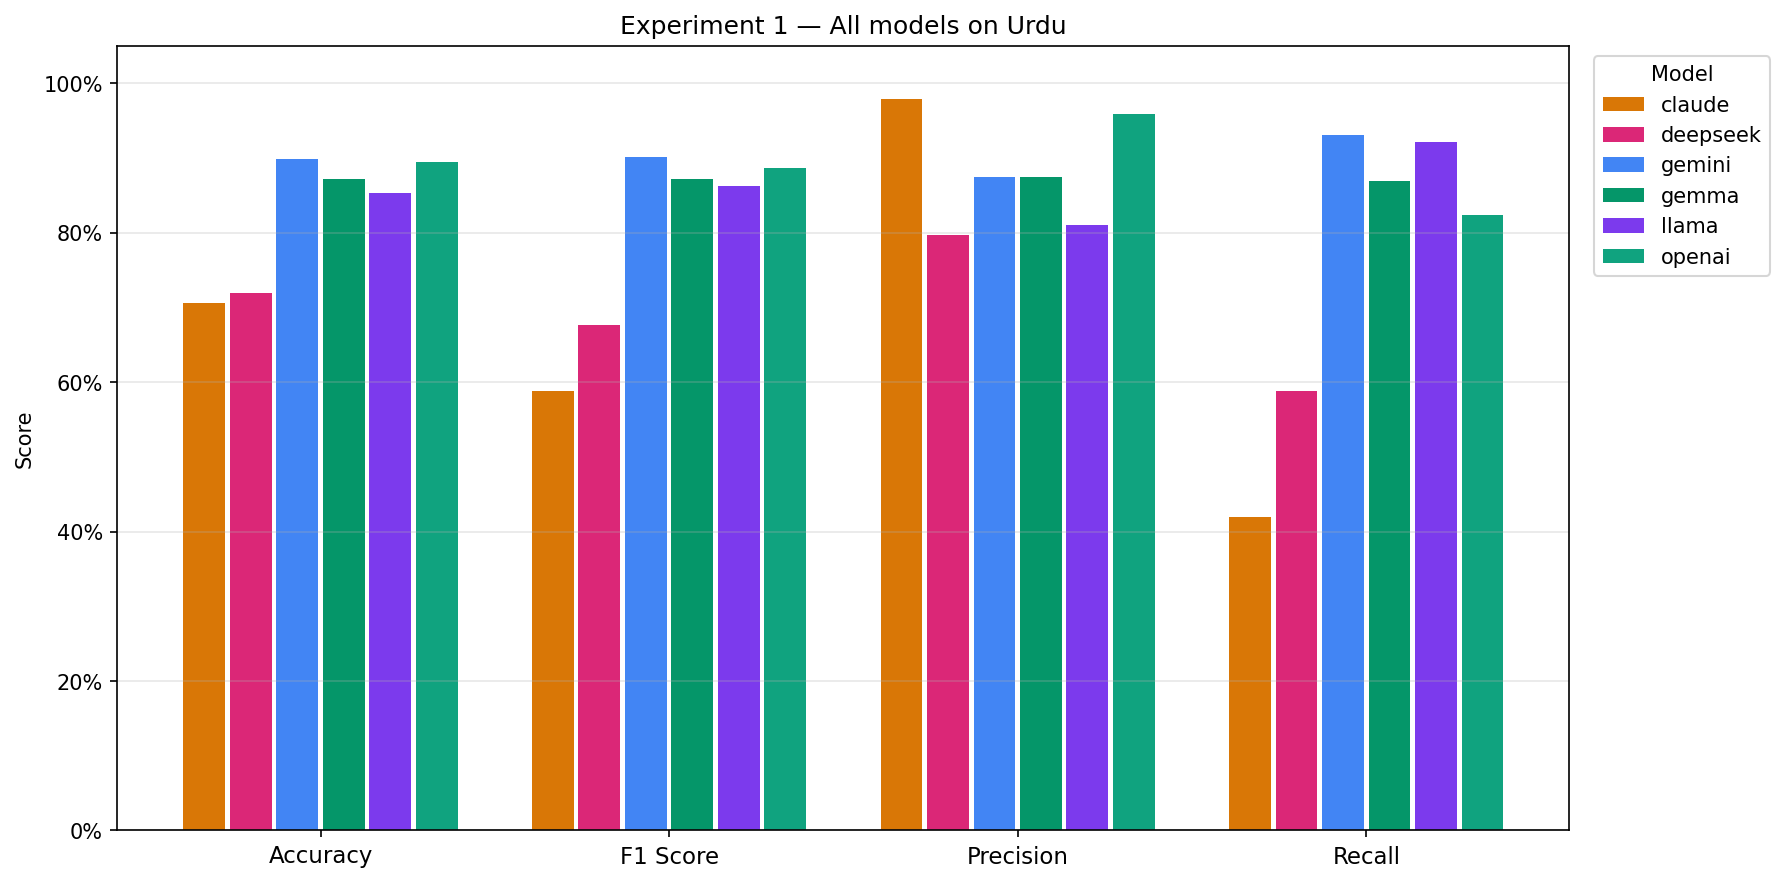 Experiment 1 — All models on Urdu
100%
80%
60%
40%
20%
0%
Score
Accuracy
F1 Score
Precision
Recall
Model
claude
deepseek
gemini
gemma
llama
openai